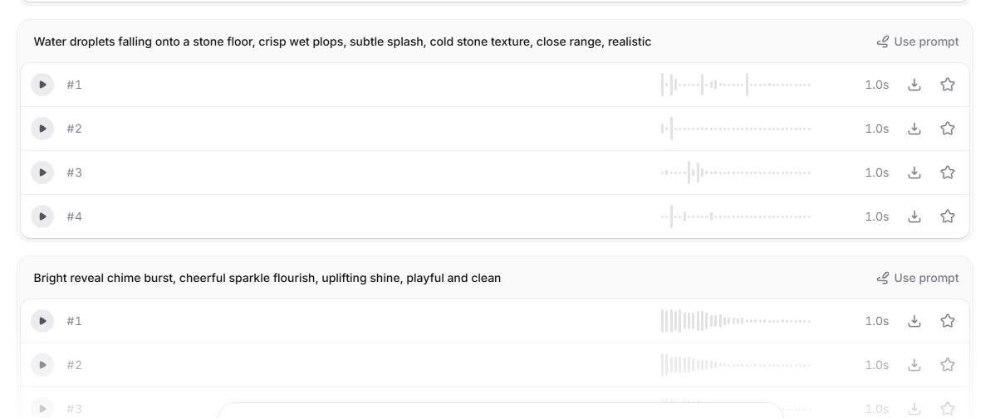 Water droplets falling onto a stone floor, crisp wet plops, subtle splash, cold stone texture, close range, realistic Use prompt
#1 1.0s
#2 1.0s
#3 1.0s
#4 1.0s
Bright reveal chime burst, cheerful sparkle flourish, uplifting shine, playful and clean Use prompt
#1 1.0s
#2 1.0s
#3 1.0s